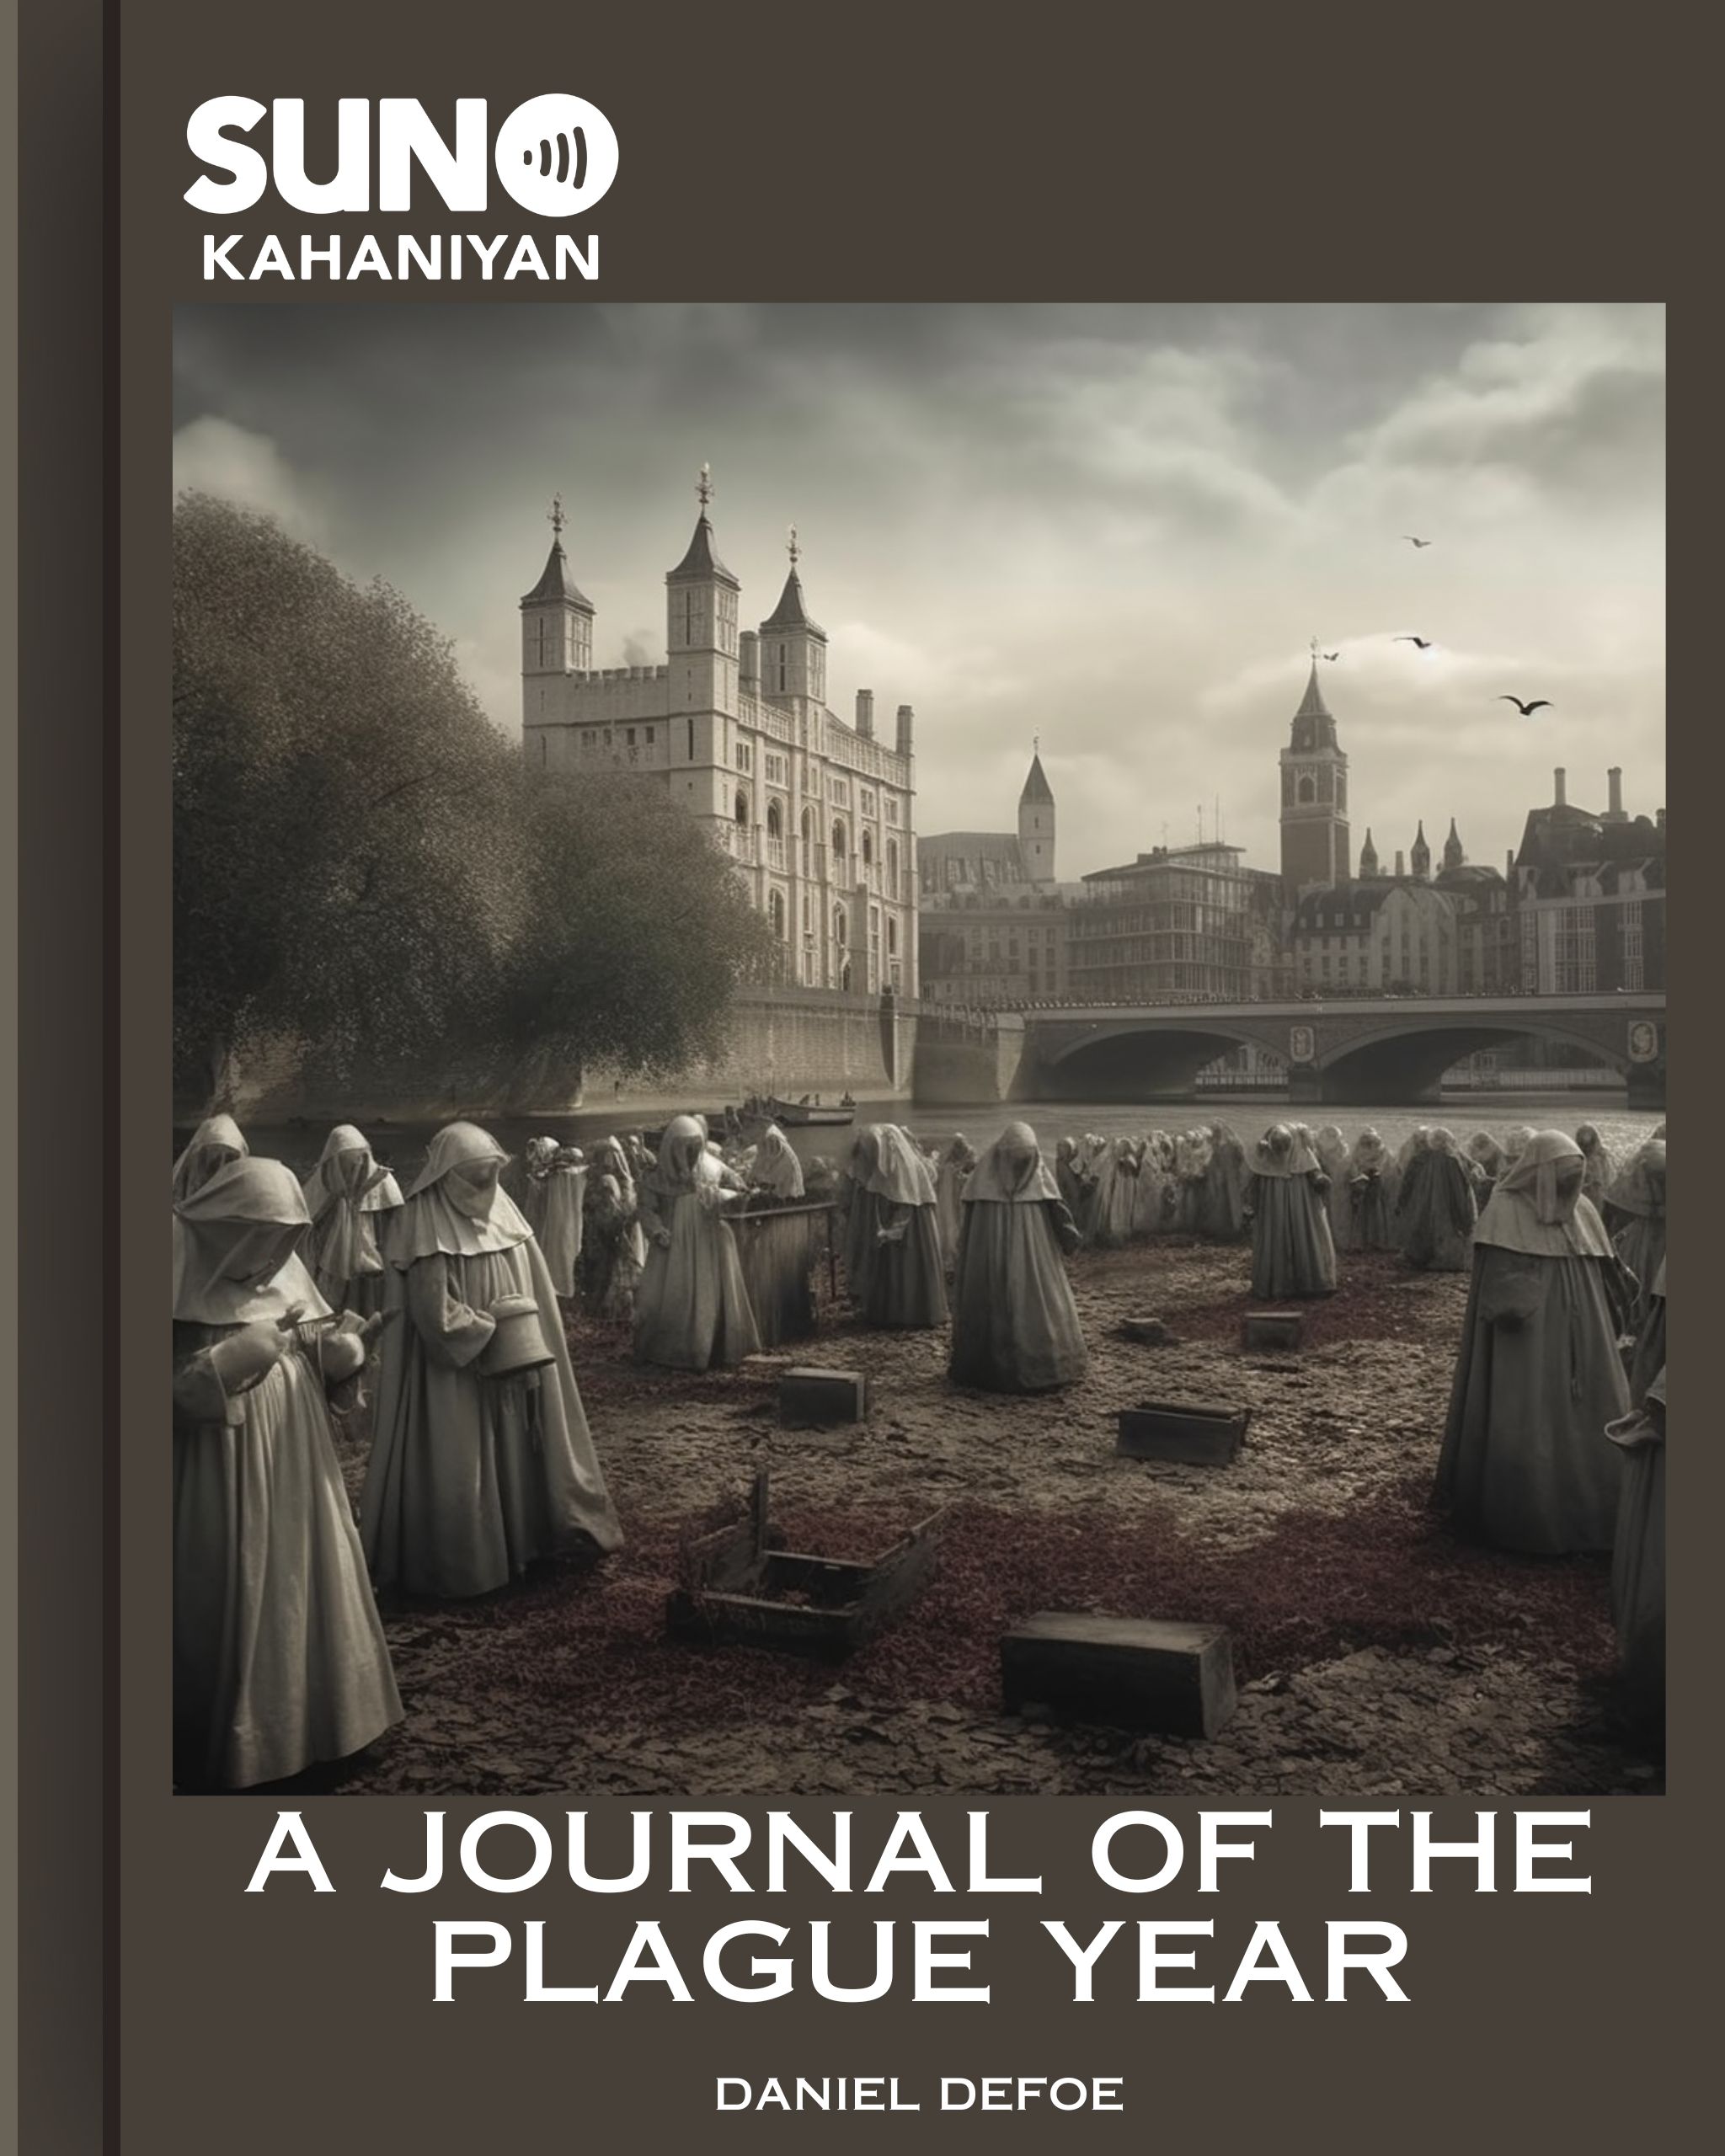 SUNO
KAHANIYAN
A JOURNAL OF THE
PLAGUE YEAR
DANIEL DEFOE